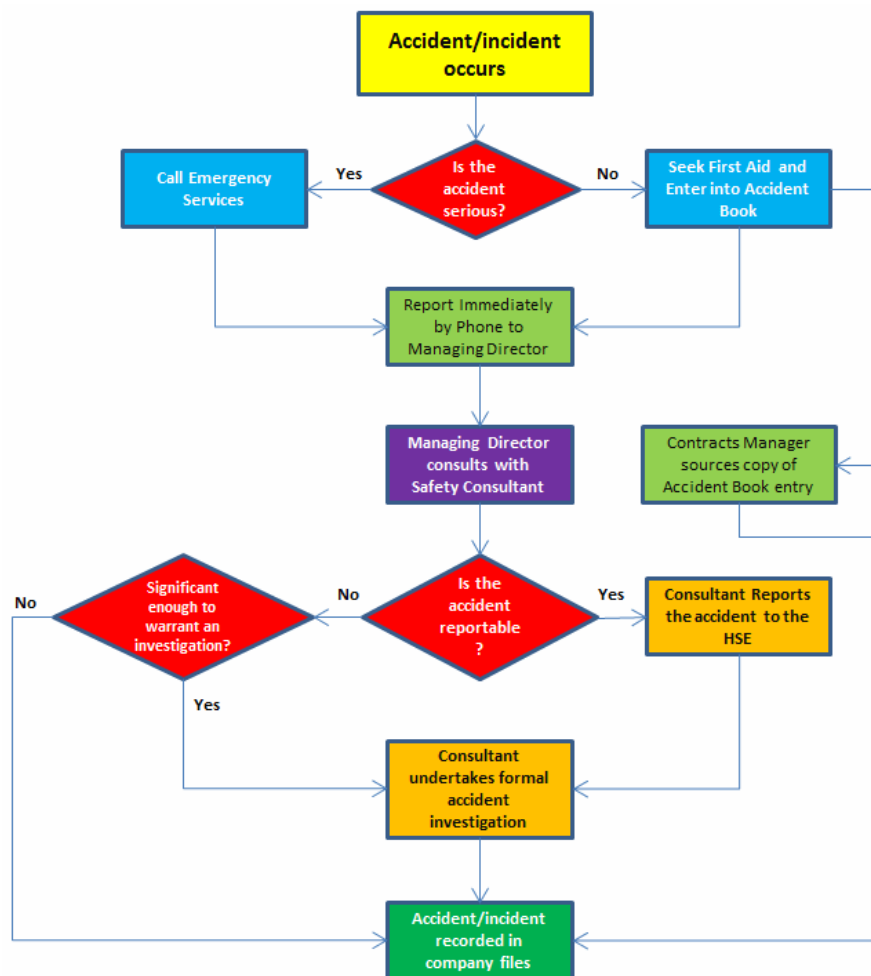 Accident/incident
occurs
Is the
accident
serious?
Yes
No
Call Emergency
Services
Seek First Aid and
Enter into Accident
Book
Report Immediately
by Phone to
Managing Director
Managing Director
consults with
Safety Consultant
Contracts Manager
sources copy of
Accident Book entry
Is the
accident
reportable
?
No
Yes
Significant
enough to
warrant an
investigation?
No
Yes
Consultant Reports
the accident to the
HSE
Consultant
undertakes formal
accident
investigation
Accident/incident
recorded in
company files